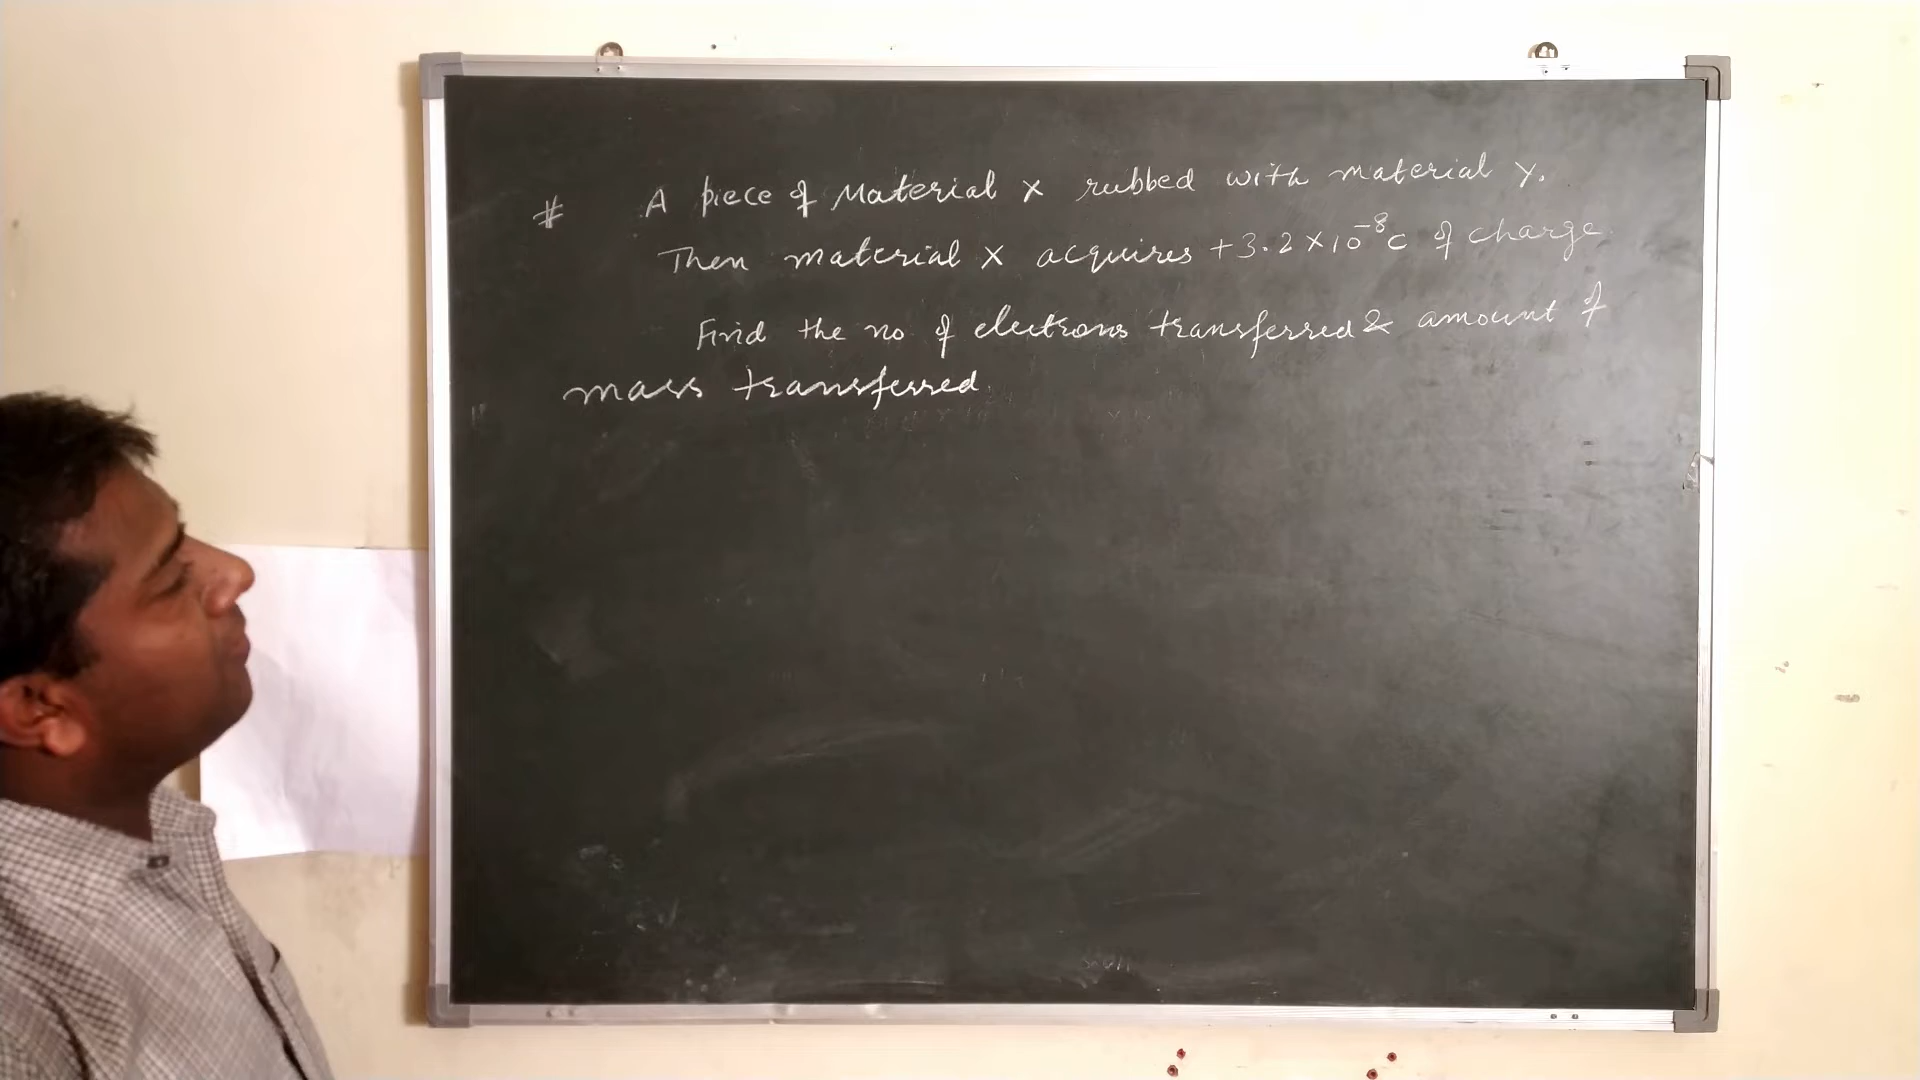 # A piece of Material X rubbed with material Y.
Then material X acquires +3.2 × 10⁻⁸C of charge
Find the no of electrons transferred & amount of
mass transferred